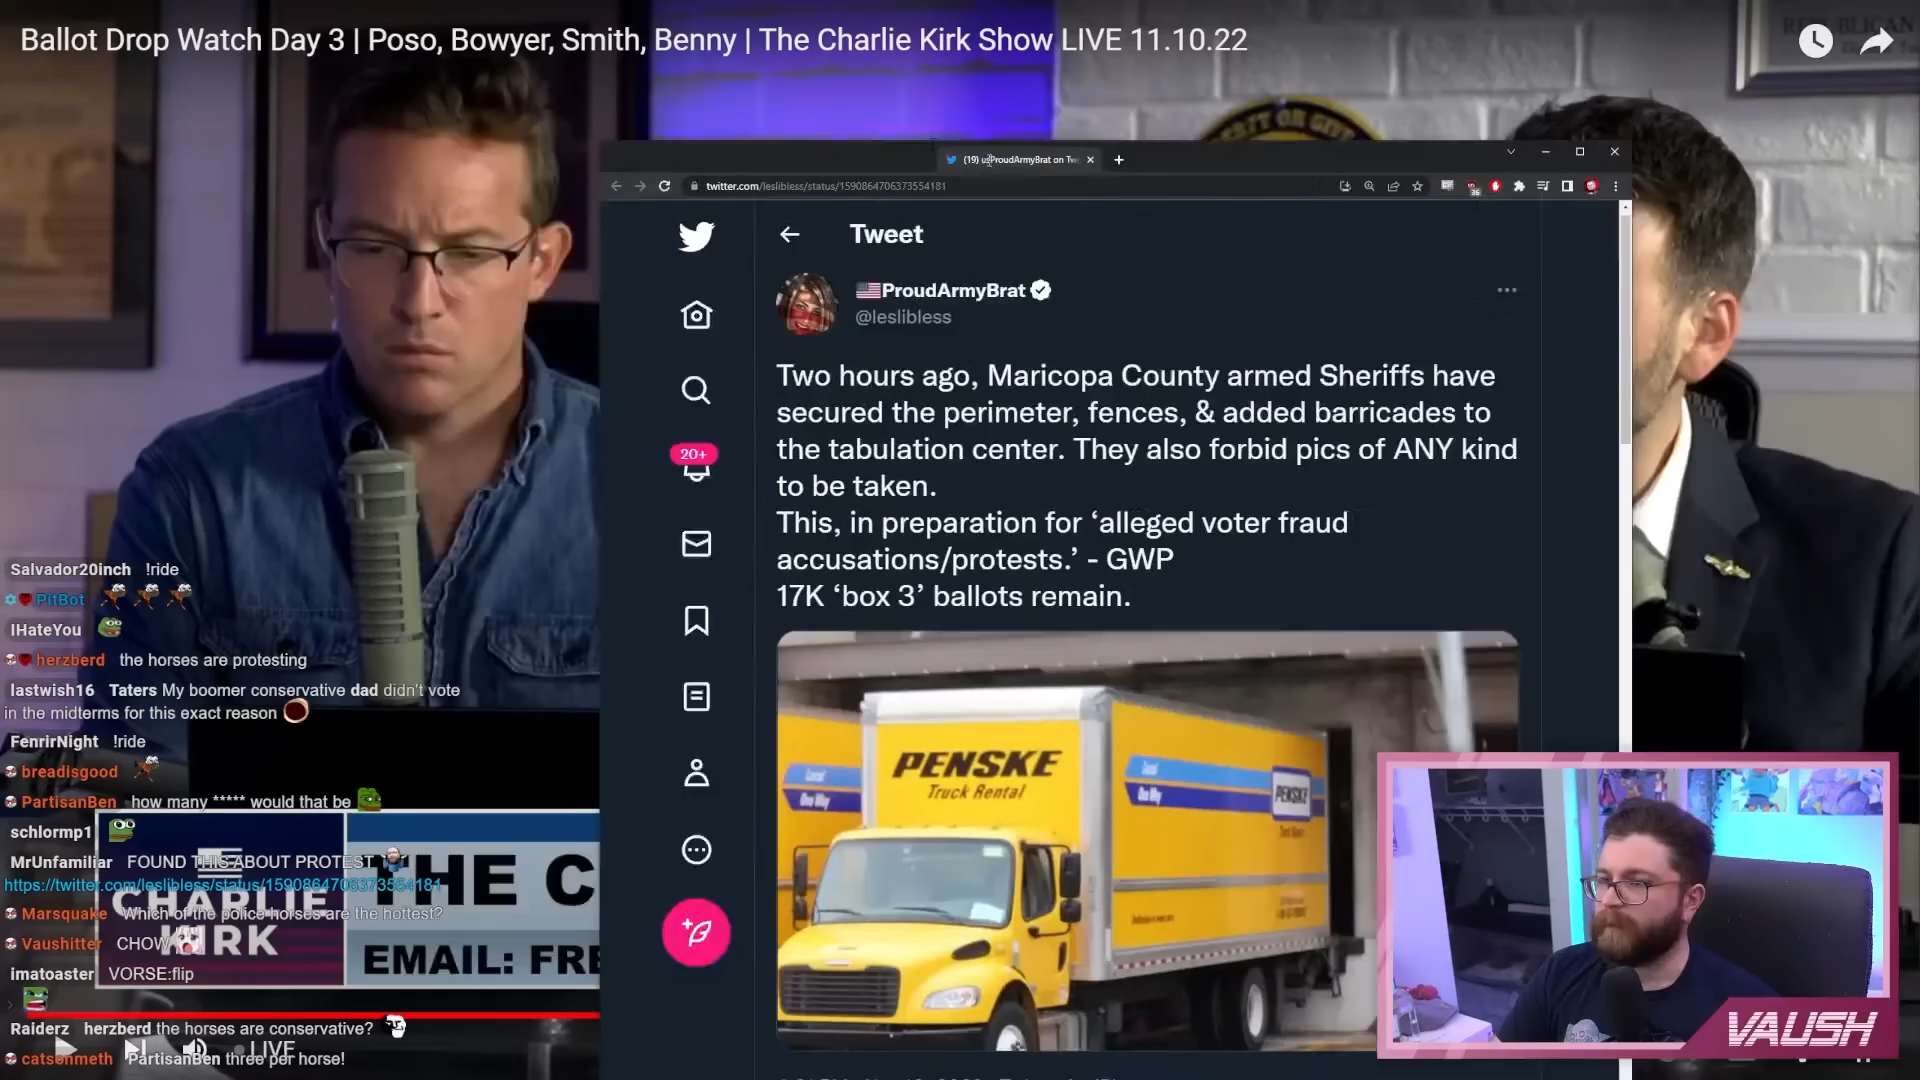 Ballot Drop Watch Day 3 | Poso, Bowyer, Smith, Benny | The Charlie Kirk Show LIVE 11.10.22
twitter.com/leslibless/status/1590864706373554181
Tweet
ProudArmyBrat
@leslibless
20+
Two hours ago, Maricopa County armed Sheriffs have
secured the perimeter, fences, & added barricades to
the tabulation center. They also forbid pics of ANY kind
to be taken.
This, in preparation for ‘alleged voter fraud
accusations/protests.’ - GWP
17K ‘box 3’ ballots remain.
PENSKE
Truck Rental
PENSKE
Salvador20inch !ride
PitBot
IHateYou
herzberd the horses are protesting
lastwish16 Taters My boomer conservative dad didn't vote
in the midterms for this exact reason
FenrirNight !ride
breadisgood
PartisanBen how many ***** would that be
schlormp1
MrUnfamiliar FOUND THIS ABOUT PROTEST
https://twitter.com/leslibless/status/1590864706373554181
Marsquake Which of the police horses are the hottest?
Vaushitter CHOW
imatoaster VORSE:flip
Raiderz herzberd the horses are conservative?
catsonmeth PartisanBen three per horse!
CHARLIE
KIRK
THE C
EMAIL: FRE
LIVE
VAUSH